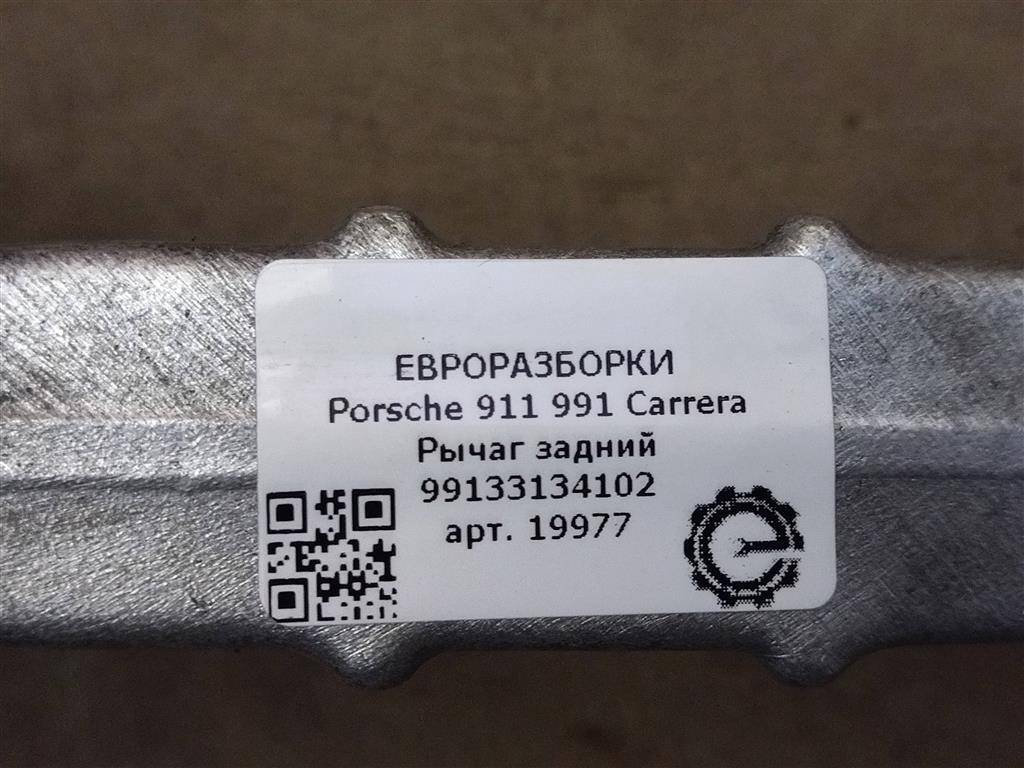 ЕВРОРАЗБОРКИ
Porsche 911 991 Carrera
Рычаг задний
99133134102
арт. 19977